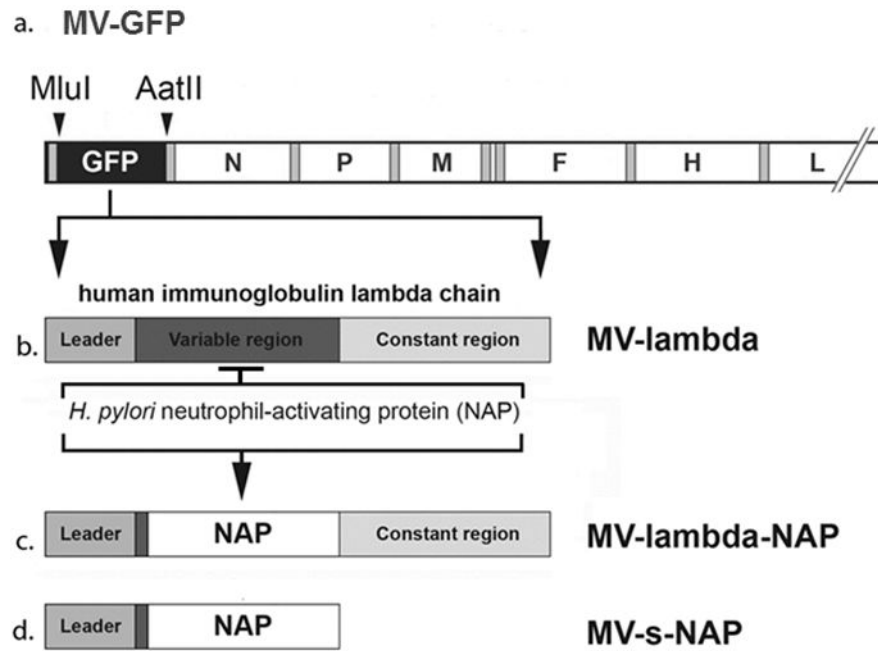 a. MV-GFP
MluI AatII
GFP N P M F H L
human immunoglobulin lambda chain
b. Leader Variable region Constant region MV-lambda
H. pylori neutrophil-activating protein (NAP)
c. Leader NAP Constant region MV-lambda-NAP
d. Leader NAP MV-s-NAP